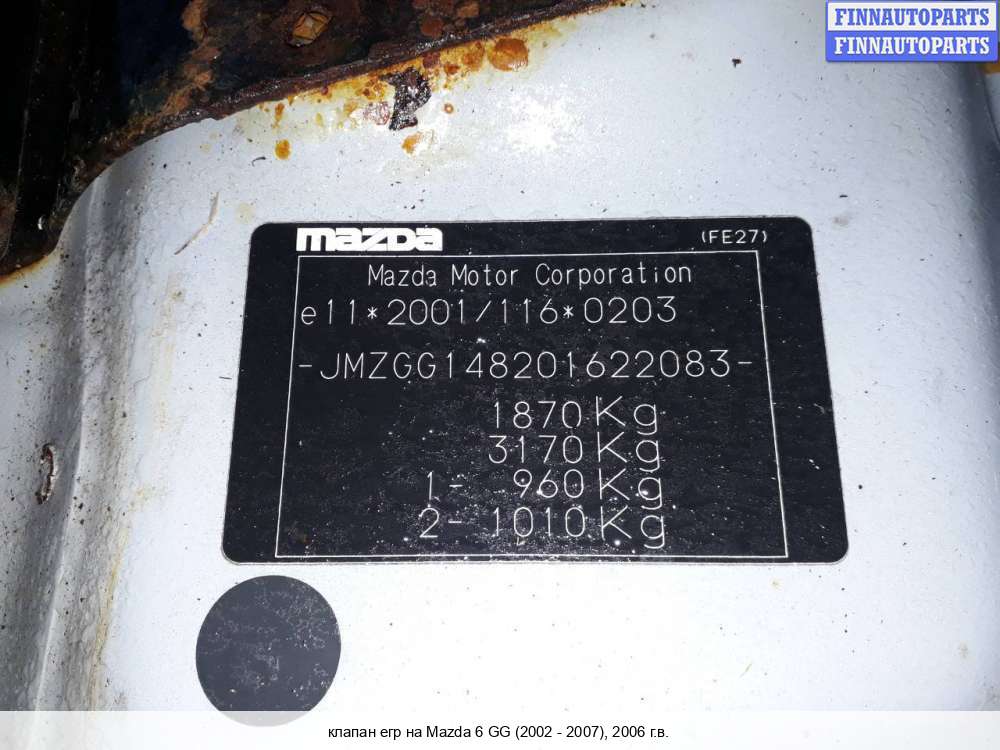 FINNAUTOPARTS
FINNAUTOPARTS
mazda (FE27)
Mazda Motor Corporation
e11*2001/116*0203
-JMZGG148201622083-
1870Kg
3170Kg
1- 960Kg
2- 1010Kg
клапан егр на Mazda 6 GG (2002 - 2007), 2006 г.в.